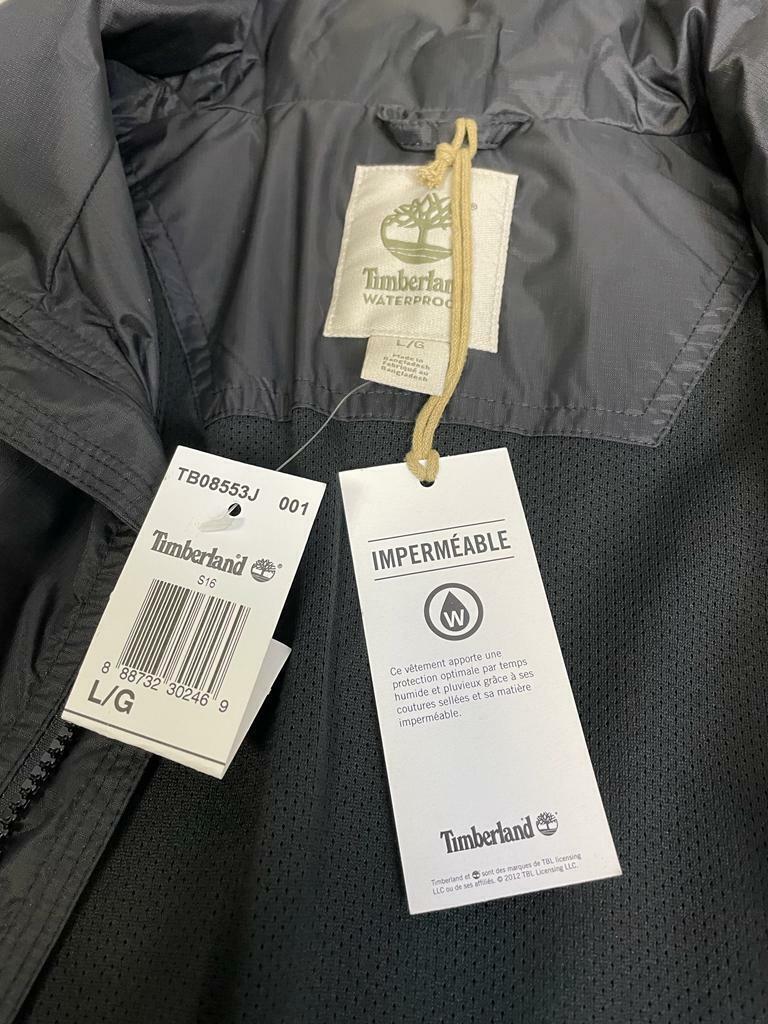 Timberlan
WATERPROO
L/G
Made in
Bangladesh
Fabriqué au
Bangladesh
TB08553J 001
Timberland®
S16
8 88732 30246 9
L/G
IMPERMÉABLE
W
Ce vêtement apporte une
protection optimale par temps
humide et pluvieux grâce à ses
coutures sellées et sa matière
imperméable.
Timberland
Timberland et sont des marques de TBL licensing
LLC ou de ses affiliés. © 2012 TBL Licensing LLC.